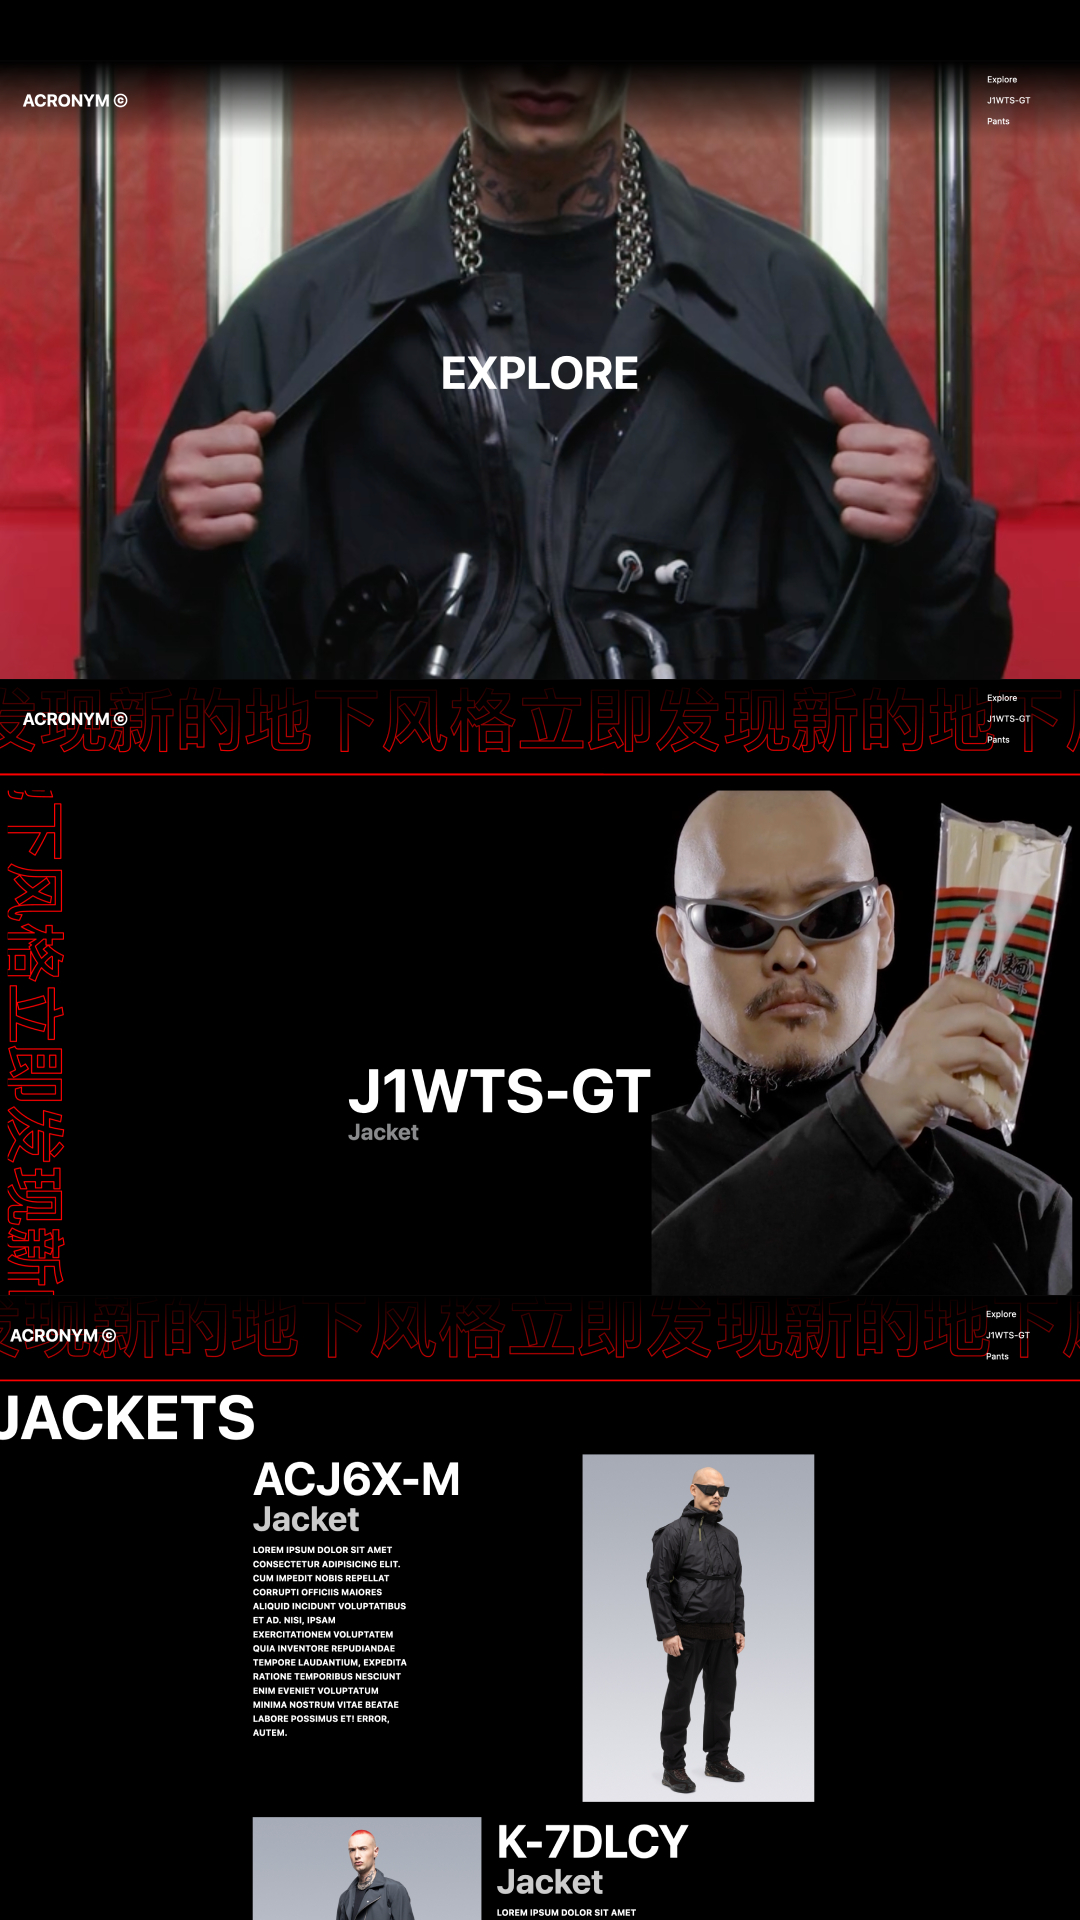 ACRONYM ©
Explore
J1WTS-GT
Pants
EXPLORE
发现新的地下风格立即发现新的地下
ACRONYM ©
Explore
J1WTS-GT
Pants
下风格立即发现新
J1WTS-GT
Jacket
发现新的地下风格立即发现新的地下
ACRONYM ©
Explore
J1WTS-GT
Pants
JACKETS
ACJ6X-M
Jacket
LOREM IPSUM DOLOR SIT AMET
CONSECTETUR ADIPISICING ELIT.
CUM IMPEDIT NOBIS REPELLAT
CORRUPTI OFFICIIS MAIORES
ALIQUID INCIDUNT VOLUPTATIBUS
ET AD. NISI, IPSAM
EXERCITATIONEM VOLUPTATEM
QUIA INVENTORE REPUDIANDAE
TEMPORE LAUDANTIUM, EXPEDITA
RATIONE TEMPORIBUS NESCIUNT
ENIM EVENIET VOLUPTATUM
MINIMA NOSTRUM VITAE BEATAE
LABORE POSSIMUS ET! ERROR,
AUTEM.
K-7DLCY
Jacket
LOREM IPSUM DOLOR SIT AMET